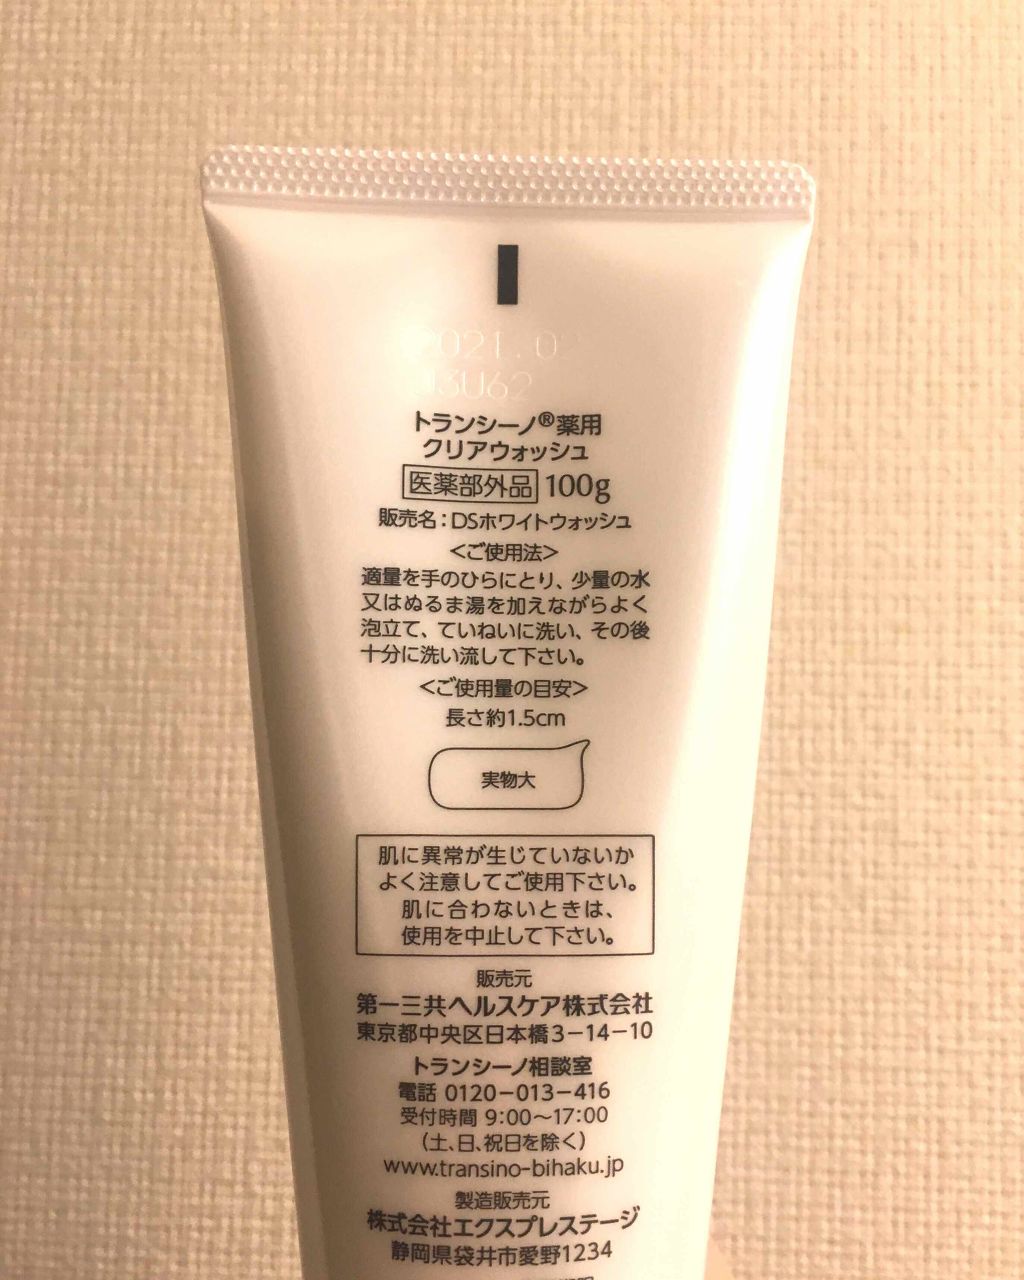 2021.02
03U62
トランシーノ®薬用
クリアウォッシュ
医薬部外品 100g
販売名：DSホワイトウォッシュ
＜ご使用法＞
適量を手のひらにとり、少量の水
又はぬるま湯を加えながらよく
泡立て、ていねいに洗い、その後
十分に洗い流して下さい。
＜ご使用量の目安＞
長さ約1.5cm
実物大
肌に異常が生じていないか
よく注意してご使用下さい。
肌に合わないときは、
使用を中止して下さい。
販売元
第一三共ヘルスケア株式会社
東京都中央区日本橋3－14－10
トランシーノ相談室
電話 0120－013－416
受付時間 9:00～17:00
（土、日、祝日を除く）
www.transino-bihaku.jp
製造販売元
株式会社エクスプレステージ
静岡県袋井市愛野1234